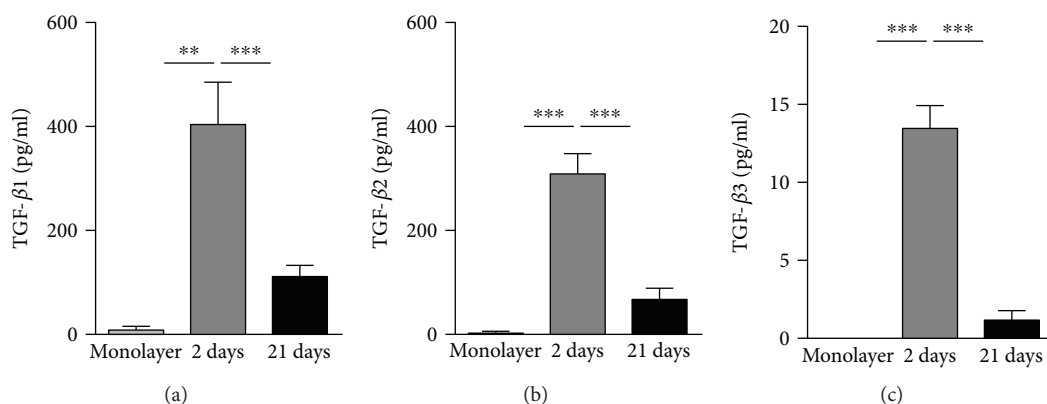 TGF-β1 (pg/ml)
600
400
200
0
** ***
Monolayer 2 days 21 days
(a)
TGF-β2 (pg/ml)
600
400
200
0
*** ***
Monolayer 2 days 21 days
(b)
TGF-β3 (pg/ml)
20
15
10
5
0
*** ***
Monolayer 2 days 21 days
(c)